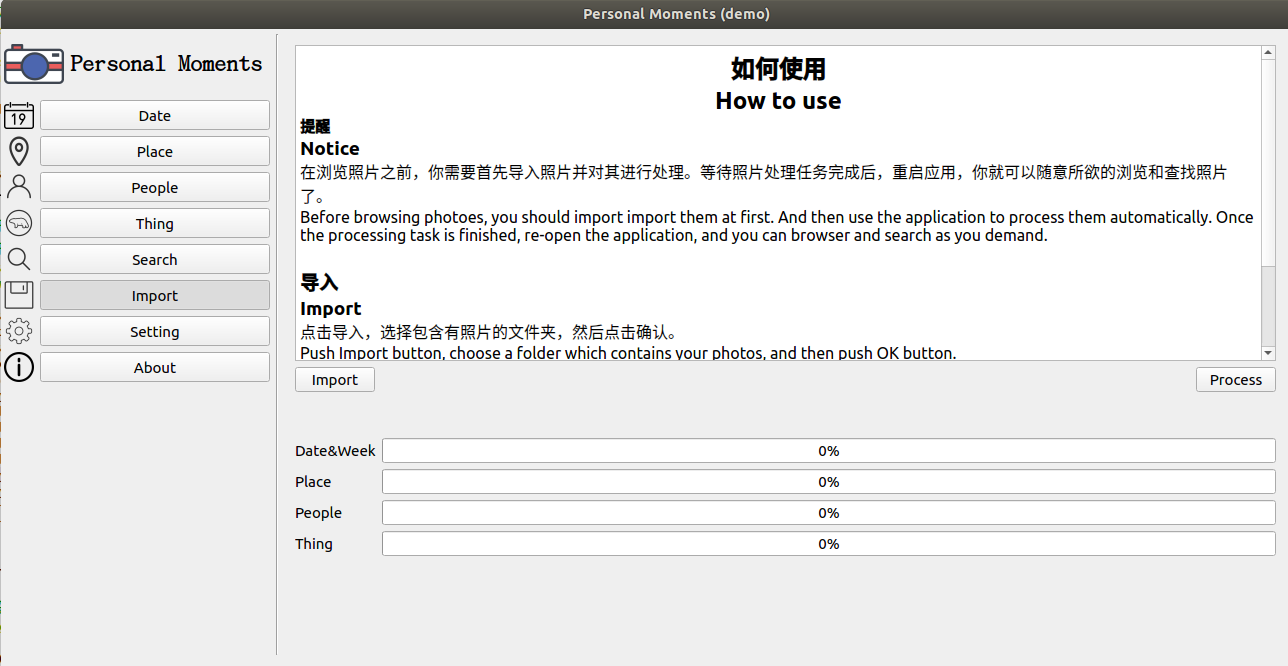 Personal Moments (demo)
Personal Moments
19
Date
Place
People
Thing
Search
Import
Setting
About
如何使用
How to use
提醒
Notice
在浏览照片之前，你需要首先导入照片并对其进行处理。等待照片处理任务完成后，重启应用，你就可以随意所欲的浏览和查找照片
了。
Before browsing photoes, you should import import them at first. And then use the application to process them automatically. Once
the processing task is finished, re-open the application, and you can browser and search as you demand.
导入
Import
点击导入，选择包含有照片的文件夹，然后点击确认。
Push Import button, choose a folder which contains your photos, and then push OK button.
Import
Process
Date&Week 0%
Place 0%
People 0%
Thing 0%